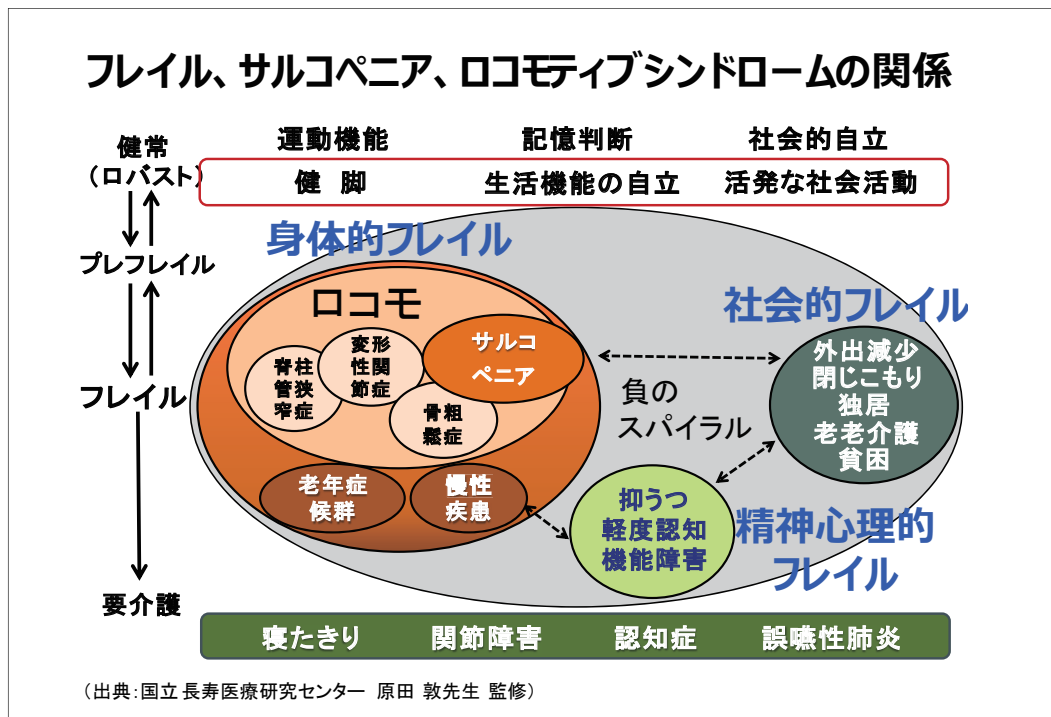 フレイル、サルコペニア、ロコモティブシンドロームの関係
健常
（ロバスト）
プレフレイル
フレイル
要介護
運動機能
記憶判断
社会的自立
健 脚
生活機能の自立
活発な社会活動
身体的フレイル
ロコモ
脊柱
管狭
窄症
変形
性関
節症
サルコ
ペニア
骨粗
鬆症
老年症
候群
慢性
疾患
負の
スパイラル
社会的フレイル
外出減少
閉じこもり
独居
老老介護
貧困
抑うつ
軽度認知
機能障害
精神心理的
フレイル
寝たきり
関節障害
認知症
誤嚥性肺炎
（出典:国立長寿医療研究センター 原田 敦先生 監修）